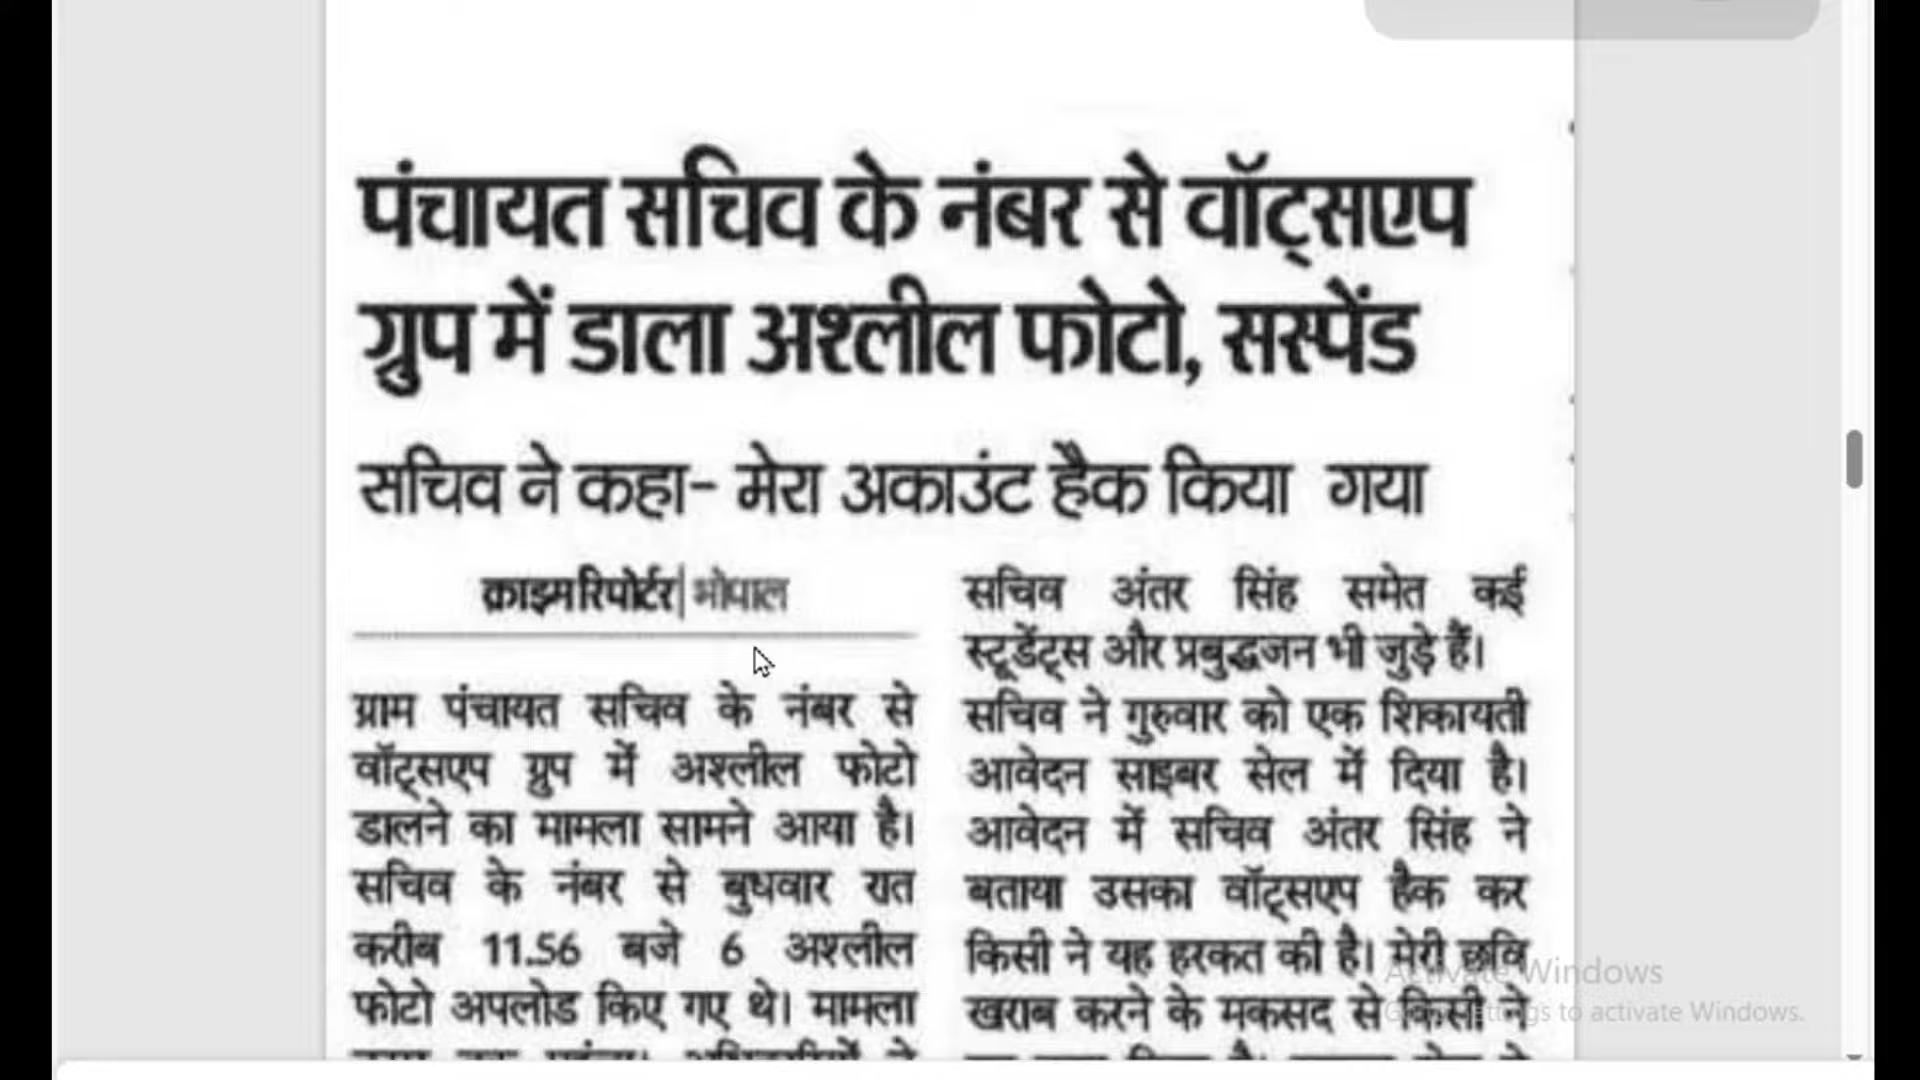 पंचायत सचिव के नंबर से वॉट्सएप
ग्रुप में डाला अश्लील फोटो, सस्पेंड
सचिव ने कहा- मेरा अकाउंट हैक किया गया
क्राइम रिपोर्टर|भोपाल
ग्राम पंचायत सचिव के नंबर से
वॉट्सएप ग्रुप में अश्लील फोटो
डालने का मामला सामने आया है।
सचिव के नंबर से बुधवार रात
करीब 11.56 बजे 6 अश्लील
फोटो अपलोड किए गए थे। मामला
सचिव अंतर सिंह समेत कई
स्टूडेंट्स और प्रबुद्धजन भी जुड़े हैं।
सचिव ने गुरुवार को एक शिकायती
आवेदन साइबर सेल में दिया है।
आवेदन में सचिव अंतर सिंह ने
बताया उसका वॉट्सएप हैक कर
किसी ने यह हरकत की है। मेरी छवि
खराब करने के मकसद से किसी ने
Activate Windows
Go to Settings to activate Windows.